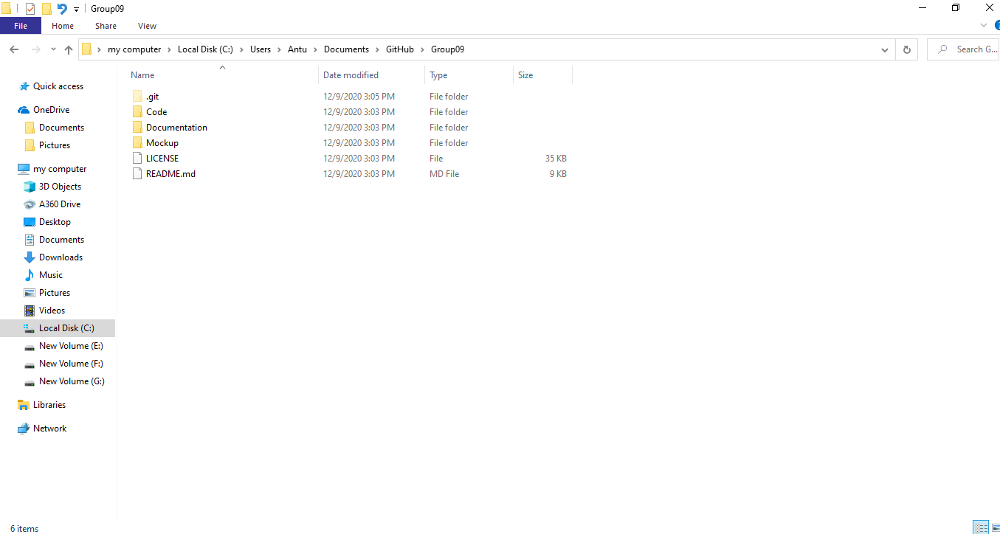 Group09
File Home Share View
my computer Local Disk (C:) Users Antu Documents GitHub Group09 Search G...
Name Date modified Type Size
.git 12/9/2020 3:05 PM File folder
Code 12/9/2020 3:03 PM File folder
Documentation 12/9/2020 3:03 PM File folder
Mockup 12/9/2020 3:03 PM File folder
LICENSE 12/9/2020 3:03 PM File 35 KB
README.md 12/9/2020 3:03 PM MD File 9 KB
Quick access
OneDrive
Documents
Pictures
my computer
3D Objects
A360 Drive
Desktop
Documents
Downloads
Music
Pictures
Videos
Local Disk (C:)
New Volume (E:)
New Volume (F:)
New Volume (G:)
Libraries
Network
6 items